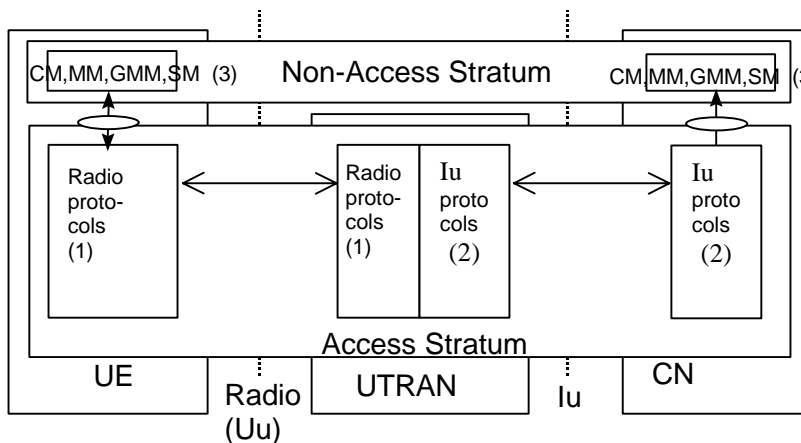 Non-Access Stratum
CM,MM,GMM,SM (3)
CM,MM,GMM,SM (3
Radio
proto-
cols
(1)
Radio
proto-
cols
(1)
Iu
proto
cols
(2)
Iu
proto
cols
(2)
Access Stratum
UE
Radio
(Uu)
UTRAN
Iu
CN